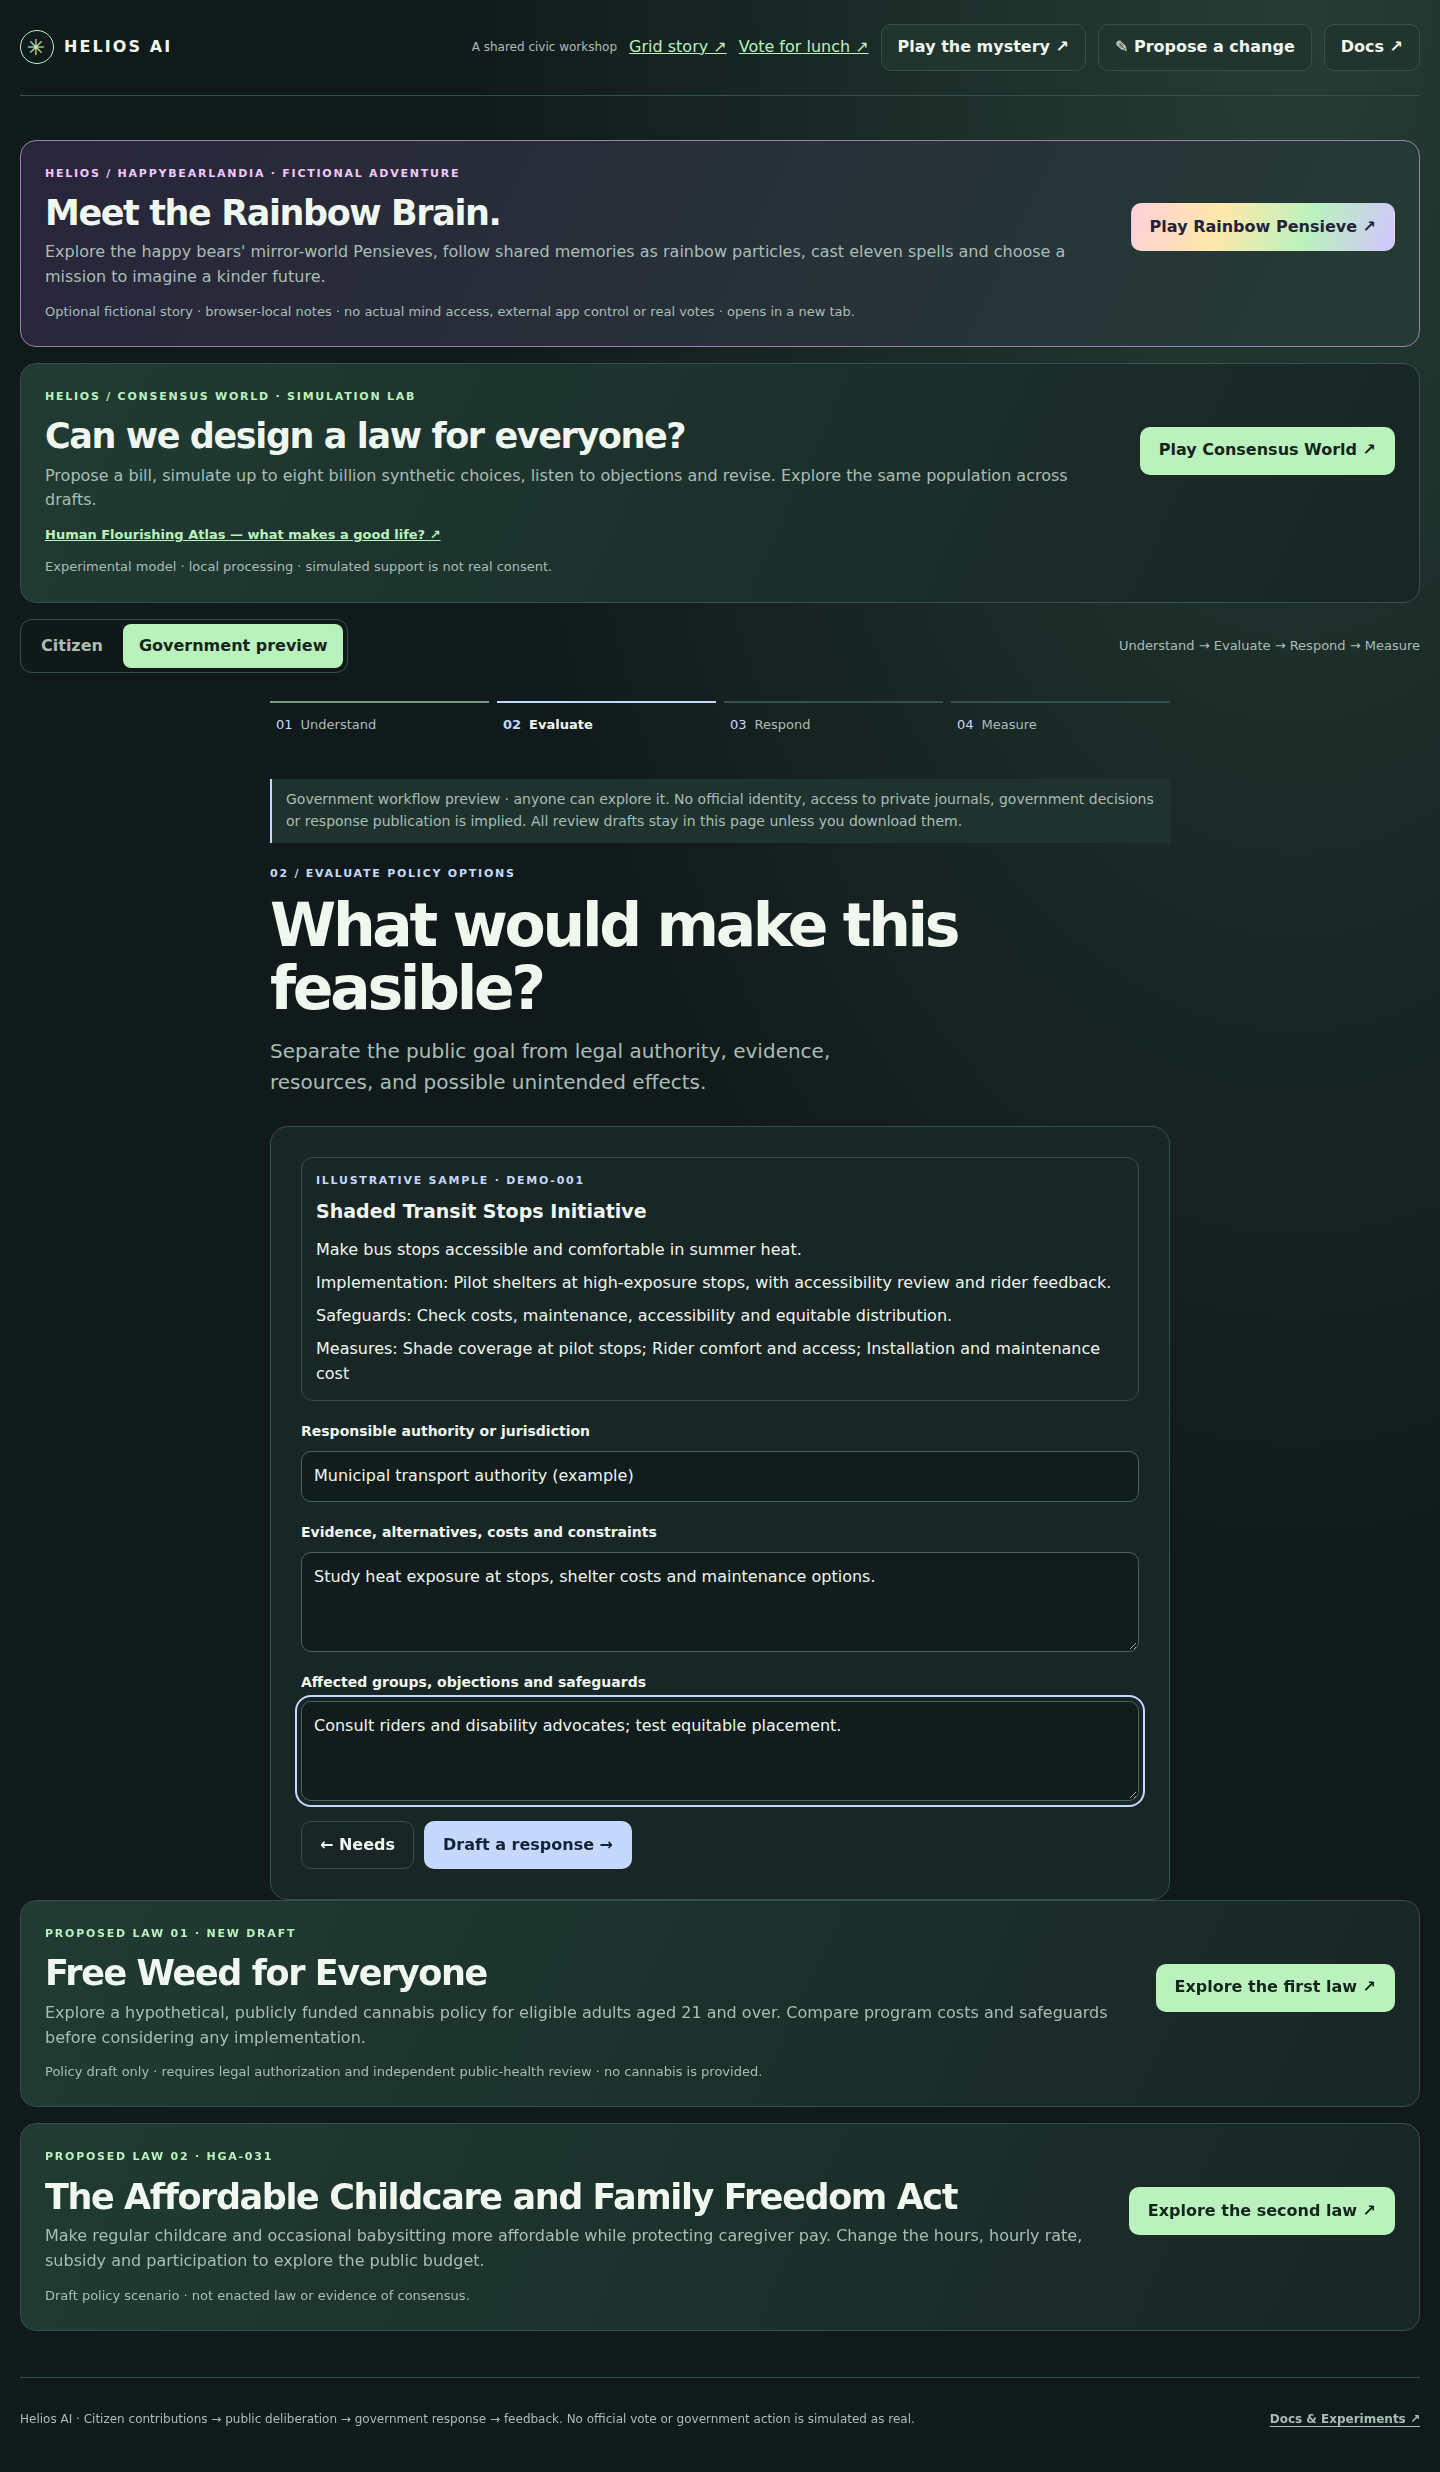 HELIOS AI
A shared civic workshop
Grid story ↗
Vote for lunch ↗
Play the mystery ↗
✎ Propose a change
Docs ↗
HELIOS / HAPPYBEARLANDIA · FICTIONAL ADVENTURE
Meet the Rainbow Brain.
Explore the happy bears' mirror-world Pensieves, follow shared memories as rainbow particles, cast eleven spells and choose a
mission to imagine a kinder future.
Optional fictional story · browser-local notes · no actual mind access, external app control or real votes · opens in a new tab.
Play Rainbow Pensieve ↗
HELIOS / CONSENSUS WORLD · SIMULATION LAB
Can we design a law for everyone?
Propose a bill, simulate up to eight billion synthetic choices, listen to objections and revise. Explore the same population across
drafts.
Human Flourishing Atlas — what makes a good life? ↗
Experimental model · local processing · simulated support is not real consent.
Play Consensus World ↗
Citizen
Government preview
Understand → Evaluate → Respond → Measure
01 Understand
02 Evaluate
03 Respond
04 Measure
Government workflow preview · anyone can explore it. No official identity, access to private journals, government decisions
or response publication is implied. All review drafts stay in this page unless you download them.
02 / EVALUATE POLICY OPTIONS
What would make this
feasible?
Separate the public goal from legal authority, evidence,
resources, and possible unintended effects.
ILLUSTRATIVE SAMPLE · DEMO-001
Shaded Transit Stops Initiative
Make bus stops accessible and comfortable in summer heat.
Implementation: Pilot shelters at high-exposure stops, with accessibility review and rider feedback.
Safeguards: Check costs, maintenance, accessibility and equitable distribution.
Measures: Shade coverage at pilot stops; Rider comfort and access; Installation and maintenance
cost
Responsible authority or jurisdiction
Municipal transport authority (example)
Evidence, alternatives, costs and constraints
Study heat exposure at stops, shelter costs and maintenance options.
Affected groups, objections and safeguards
Consult riders and disability advocates; test equitable placement.
← Needs
Draft a response →
PROPOSED LAW 01 · NEW DRAFT
Free Weed for Everyone
Explore a hypothetical, publicly funded cannabis policy for eligible adults aged 21 and over. Compare program costs and safeguards
before considering any implementation.
Policy draft only · requires legal authorization and independent public-health review · no cannabis is provided.
Explore the first law ↗
PROPOSED LAW 02 · HGA-031
The Affordable Childcare and Family Freedom Act
Make regular childcare and occasional babysitting more affordable while protecting caregiver pay. Change the hours, hourly rate,
subsidy and participation to explore the public budget.
Draft policy scenario · not enacted law or evidence of consensus.
Explore the second law ↗
Helios AI · Citizen contributions → public deliberation → government response → feedback. No official vote or government action is simulated as real.
Docs & Experiments ↗